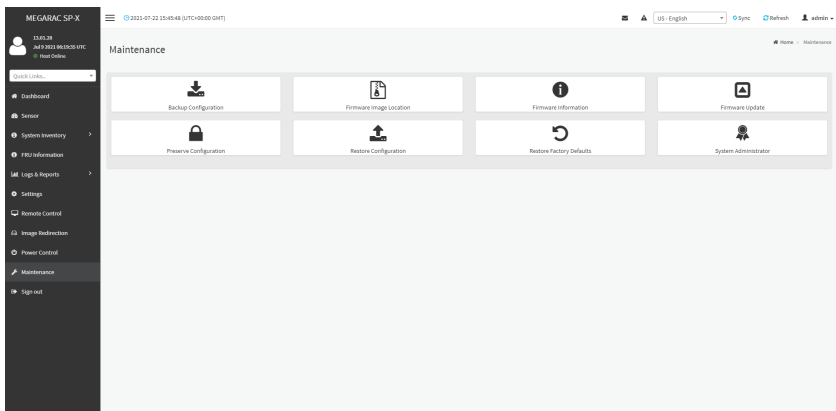 MEGARAC SP-X
2021-07-22 15:45:46 (UTC+00:00 GMT)
US - English
Sync
Refresh
admin
13.01.28
Jul 9 2021 06:19:35 UTC
Host Online
Quick Links...
Dashboard
Sensor
System Inventory
FRU Information
Logs & Reports
Settings
Remote Control
Image Redirection
Power Control
Maintenance
Sign out
Maintenance
Home > Maintenance
Backup Configuration
Firmware Image Location
Firmware Information
Firmware Update
Preserve Configuration
Restore Configuration
Restore Factory Defaults
System Administrator